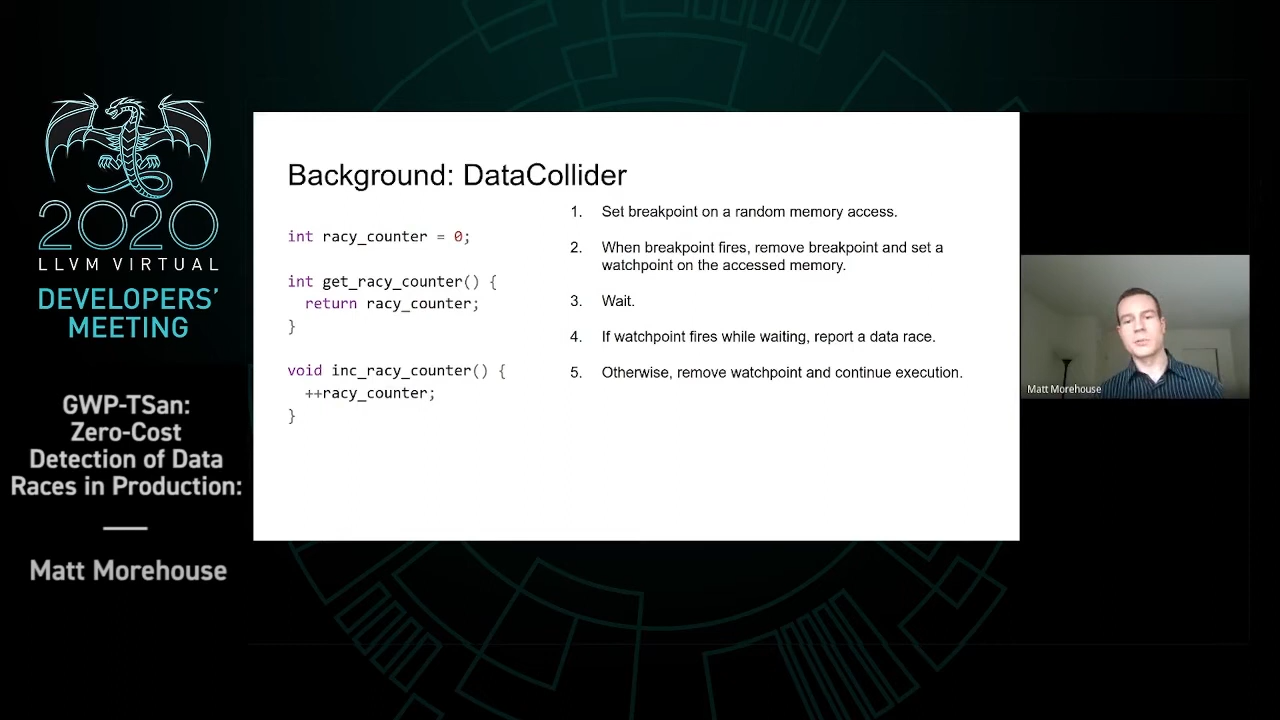 2020
LLVM VIRTUAL
DEVELOPERS'
MEETING
GWP-TSan:
Zero-Cost
Detection of Data
Races in Production:
Matt Morehouse
Background: DataCollider
int racy_counter = 0;
int get_racy_counter() {
return racy_counter;
}
void inc_racy_counter() {
++racy_counter;
}
1. Set breakpoint on a random memory access.
2. When breakpoint fires, remove breakpoint and set a
watchpoint on the accessed memory.
3. Wait.
4. If watchpoint fires while waiting, report a data race.
5. Otherwise, remove watchpoint and continue execution.
Matt Morehouse